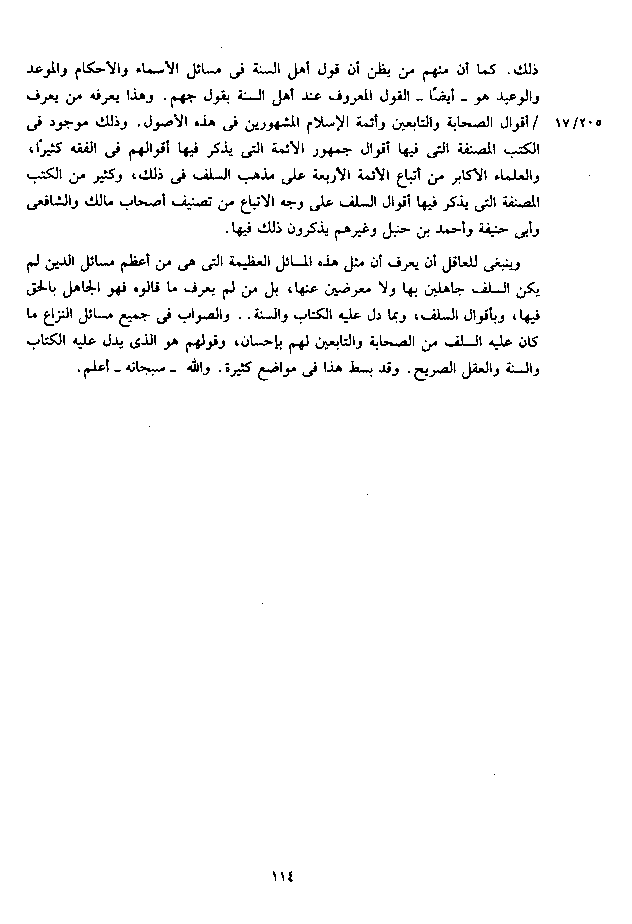 ذلك. كما أن منهم من يظن أن قول أهل السنة فى مسائل الأسماء والأحكام والموعد
والوعيد هو ـ أيضًا ـ القول المعروف عند أهل السنة بقول جهم. وهذا يعرفه من يعرف
١٧/٢٠٥ / أقوال الصحابة والتابعين وأئمة الإسلام المشهورين فى هذه الأصول. وذلك موجود فى
الكتب المصنفة التى فيها أقوال جمهور الأئمة التى يذكر فيها أقوالهم فى الفقه كثيرًا،
والعلماء الأكابر من أتباع الأئمة الأربعة على مذهب السلف فى ذلك، وكثير من الكتب
المصنفة التى يذكر فيها أقوال السلف على وجه الاتباع من تصنيف أصحاب مالك والشافعى
وأبى حنيفة وأحمد بن حنبل وغيرهم يذكرون ذلك فيها.
وينبغى للعاقل أن يعرف أن مثل هذه المسائل العظيمة التى هى من أعظم مسائل الدين لم
يكن السلف جاهلين بها ولا معرضين عنها، بل من لم يعرف ما قالوه فهو الجاهل بالحق
فيها، وبأقوال السلف، وبما دل عليه الكتاب والسنة. . والصواب فى جميع مسائل النزاع ما
كان عليه السلف من الصحابة والتابعين لهم بإحسان، وقولهم هو الذى يدل عليه الكتاب
والسنة والعقل الصريح. وقد بسط هذا فى مواضع كثيرة. والله ـ سبحانه ـ أعلم.
١١٤